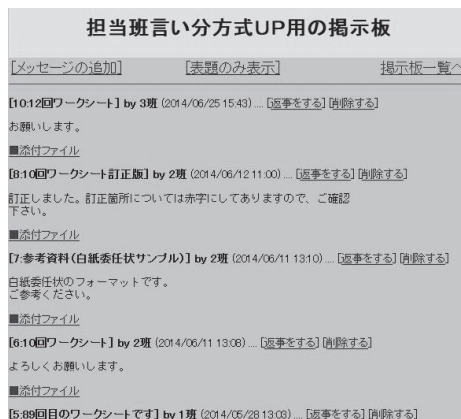 担当班言い分方式UP用の掲示板
[メッセージの追加] [表題のみ表示] 掲示板一覧へ
[10:12回ワークシート] by 3班 (2014/06/25 15:43) .... [返事をする] [削除する]
お願いします。
■添付ファイル
[8:10回ワークシート訂正版] by 2班 (2014/06/12 11:00) .... [返事をする] [削除する]
訂正しました。訂正箇所については赤字にしてありますので、ご確認
下さい。
■添付ファイル
[7:参考資料(白紙委任状サンプル)] by 2班 (2014/06/11 13:10) .... [返事をする] [削除する]
白紙委任状のフォーマットです。
ご参考ください。
■添付ファイル
[6:10回ワークシート] by 2班 (2014/06/11 13:08) .... [返事をする] [削除する]
よろしくお願いします。
■添付ファイル
[5:89回目のワークシートです] by 1班 (2014/05/28 13:03) .... [返事をする] [削除する]